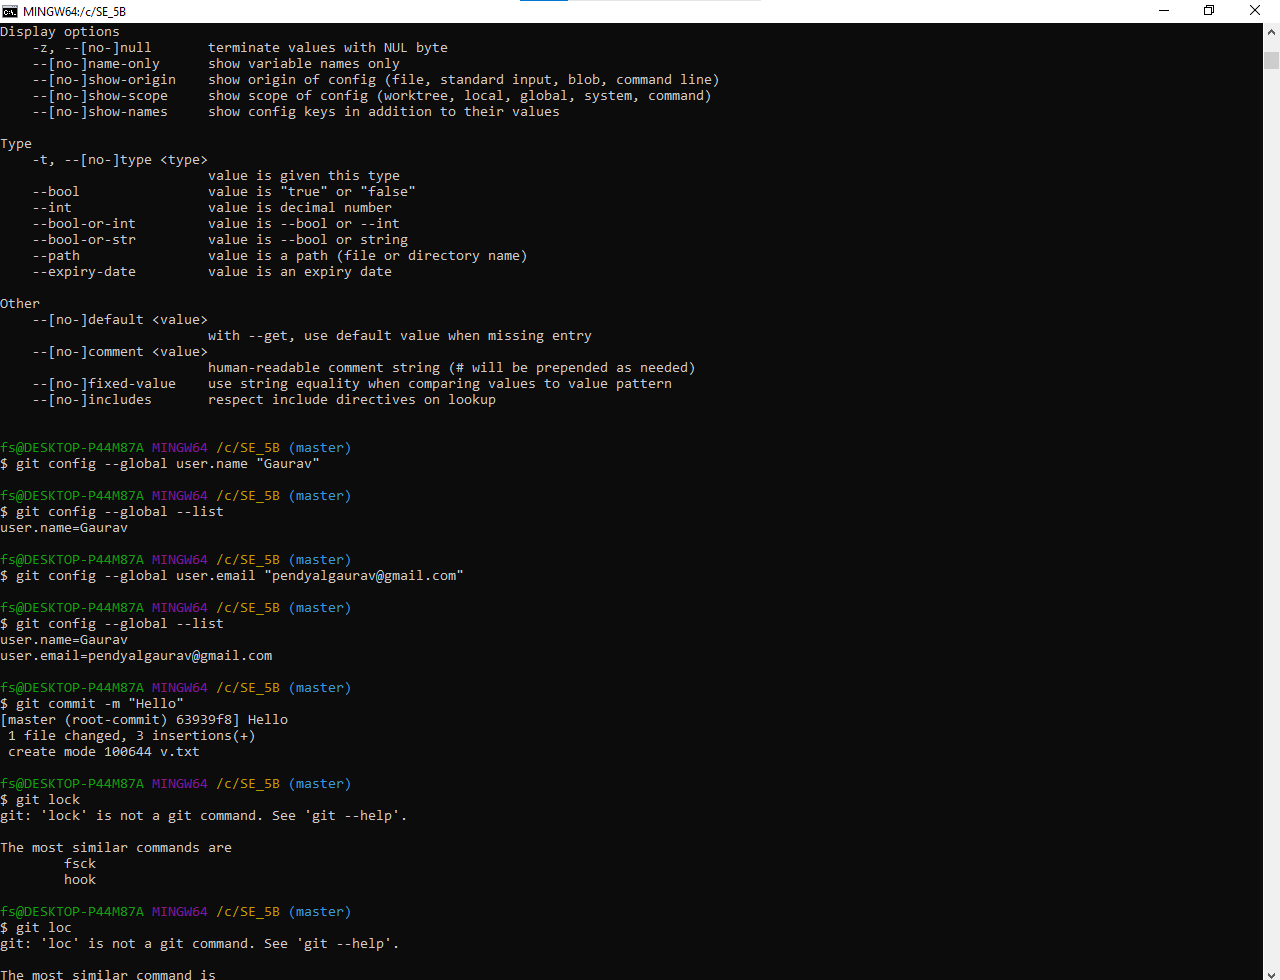 MINGW64:/c/SE_5B
Display options
    -z, --[no-]null       terminate values with NUL byte
    --[no-]name-only      show variable names only
    --[no-]show-origin    show origin of config (file, standard input, blob, command line)
    --[no-]show-scope     show scope of config (worktree, local, global, system, command)
    --[no-]show-names     show config keys in addition to their values

Type
    -t, --[no-]type <type>
                          value is given this type
    --bool                value is "true" or "false"
    --int                 value is decimal number
    --bool-or-int         value is --bool or --int
    --bool-or-str         value is --bool or string
    --path                value is a path (file or directory name)
    --expiry-date         value is an expiry date

Other
    --[no-]default <value>
                          with --get, use default value when missing entry
    --[no-]comment <value>
                          human-readable comment string (# will be prepended as needed)
    --[no-]fixed-value    use string equality when comparing values to value pattern
    --[no-]includes       respect include directives on lookup

fs@DESKTOP-P44M87A MINGW64 /c/SE_5B (master)
$ git config --global user.name "Gaurav"

fs@DESKTOP-P44M87A MINGW64 /c/SE_5B (master)
$ git config --global --list
user.name=Gaurav

fs@DESKTOP-P44M87A MINGW64 /c/SE_5B (master)
$ git config --global user.email "pendyalgaurav@gmail.com"

fs@DESKTOP-P44M87A MINGW64 /c/SE_5B (master)
$ git config --global --list
user.name=Gaurav
user.email=pendyalgaurav@gmail.com

fs@DESKTOP-P44M87A MINGW64 /c/SE_5B (master)
$ git commit -m "Hello"
[master (root-commit) 63939f8] Hello
 1 file changed, 3 insertions(+)
 create mode 100644 v.txt

fs@DESKTOP-P44M87A MINGW64 /c/SE_5B (master)
$ git lock
git: 'lock' is not a git command. See 'git --help'.

The most similar commands are
        fsck
        hook

fs@DESKTOP-P44M87A MINGW64 /c/SE_5B (master)
$ git loc
git: 'loc' is not a git command. See 'git --help'.

The most similar command is